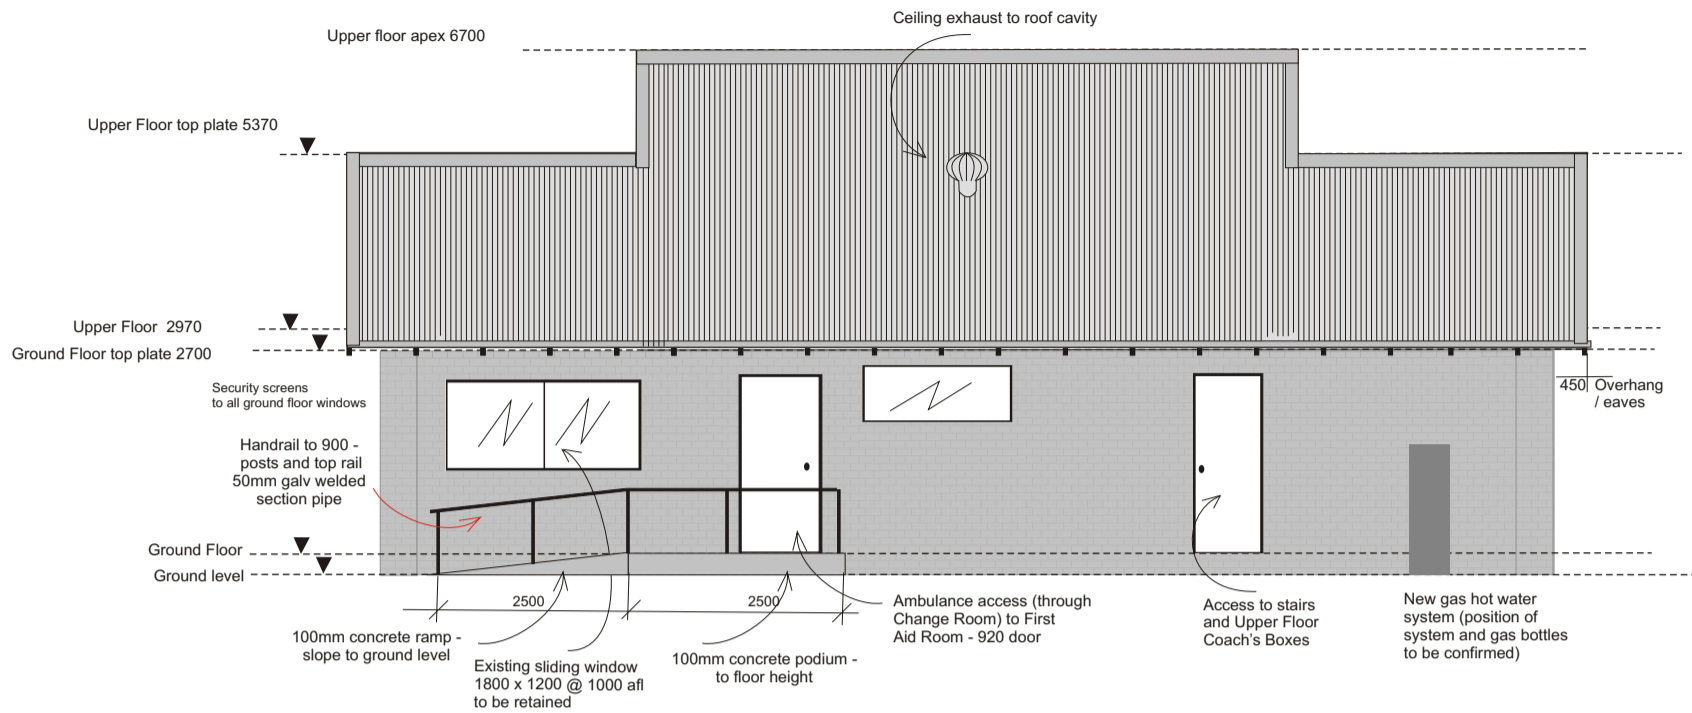 Ceiling exhaust to roof cavity
Upper floor apex 6700
Upper Floor top plate 5370
Upper Floor 2970
Ground Floor top plate 2700
Security screens
to all ground floor windows
450
Overhang
/ eaves
Handrail to 900 -
posts and top rail
50mm galv welded
section pipe
Ground Floor
Ground level
2500
2500
100mm concrete ramp -
slope to ground level
Existing sliding window
1800 x 1200 @ 1000 afl
to be retained
100mm concrete podium -
to floor height
Ambulance access (through
Change Room) to First
Aid Room - 920 door
Access to stairs
and Upper Floor
Coach's Boxes
New gas hot water
system (position of
system and gas bottles
to be confirmed)